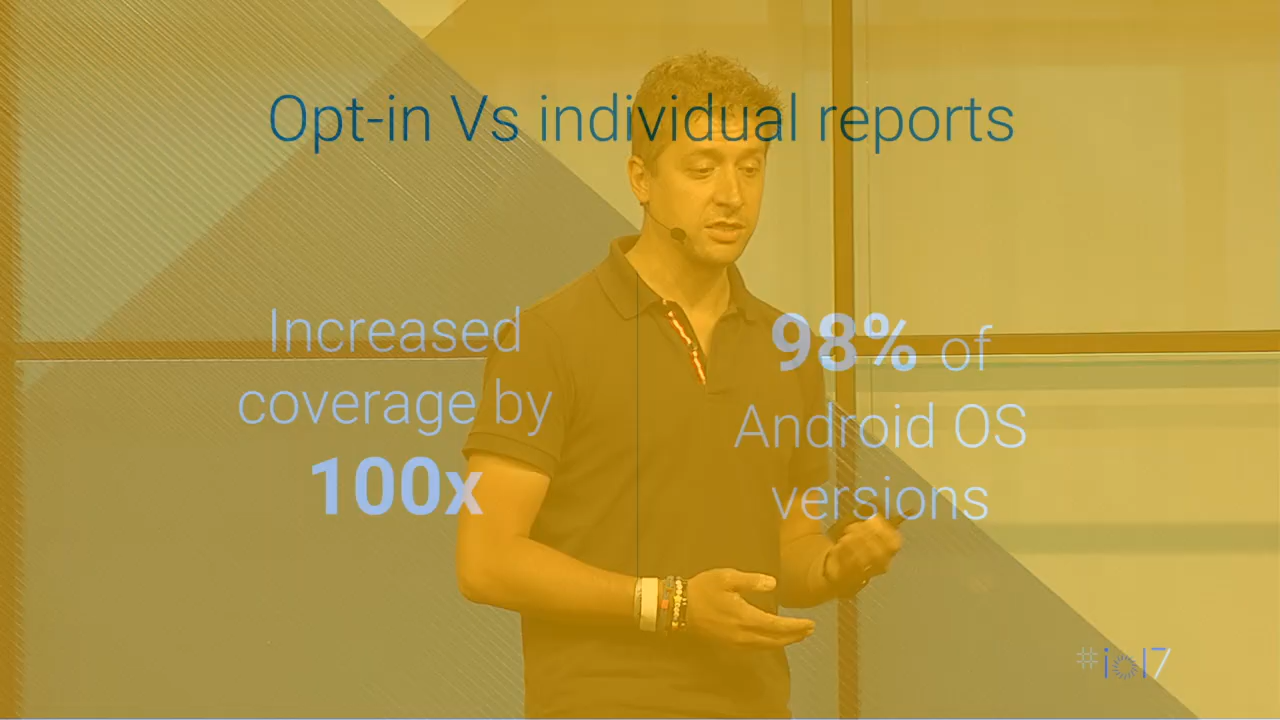 Opt-in Vs individual reports
Increased
coverage by
100x
98% of
Android OS
versions
#io17